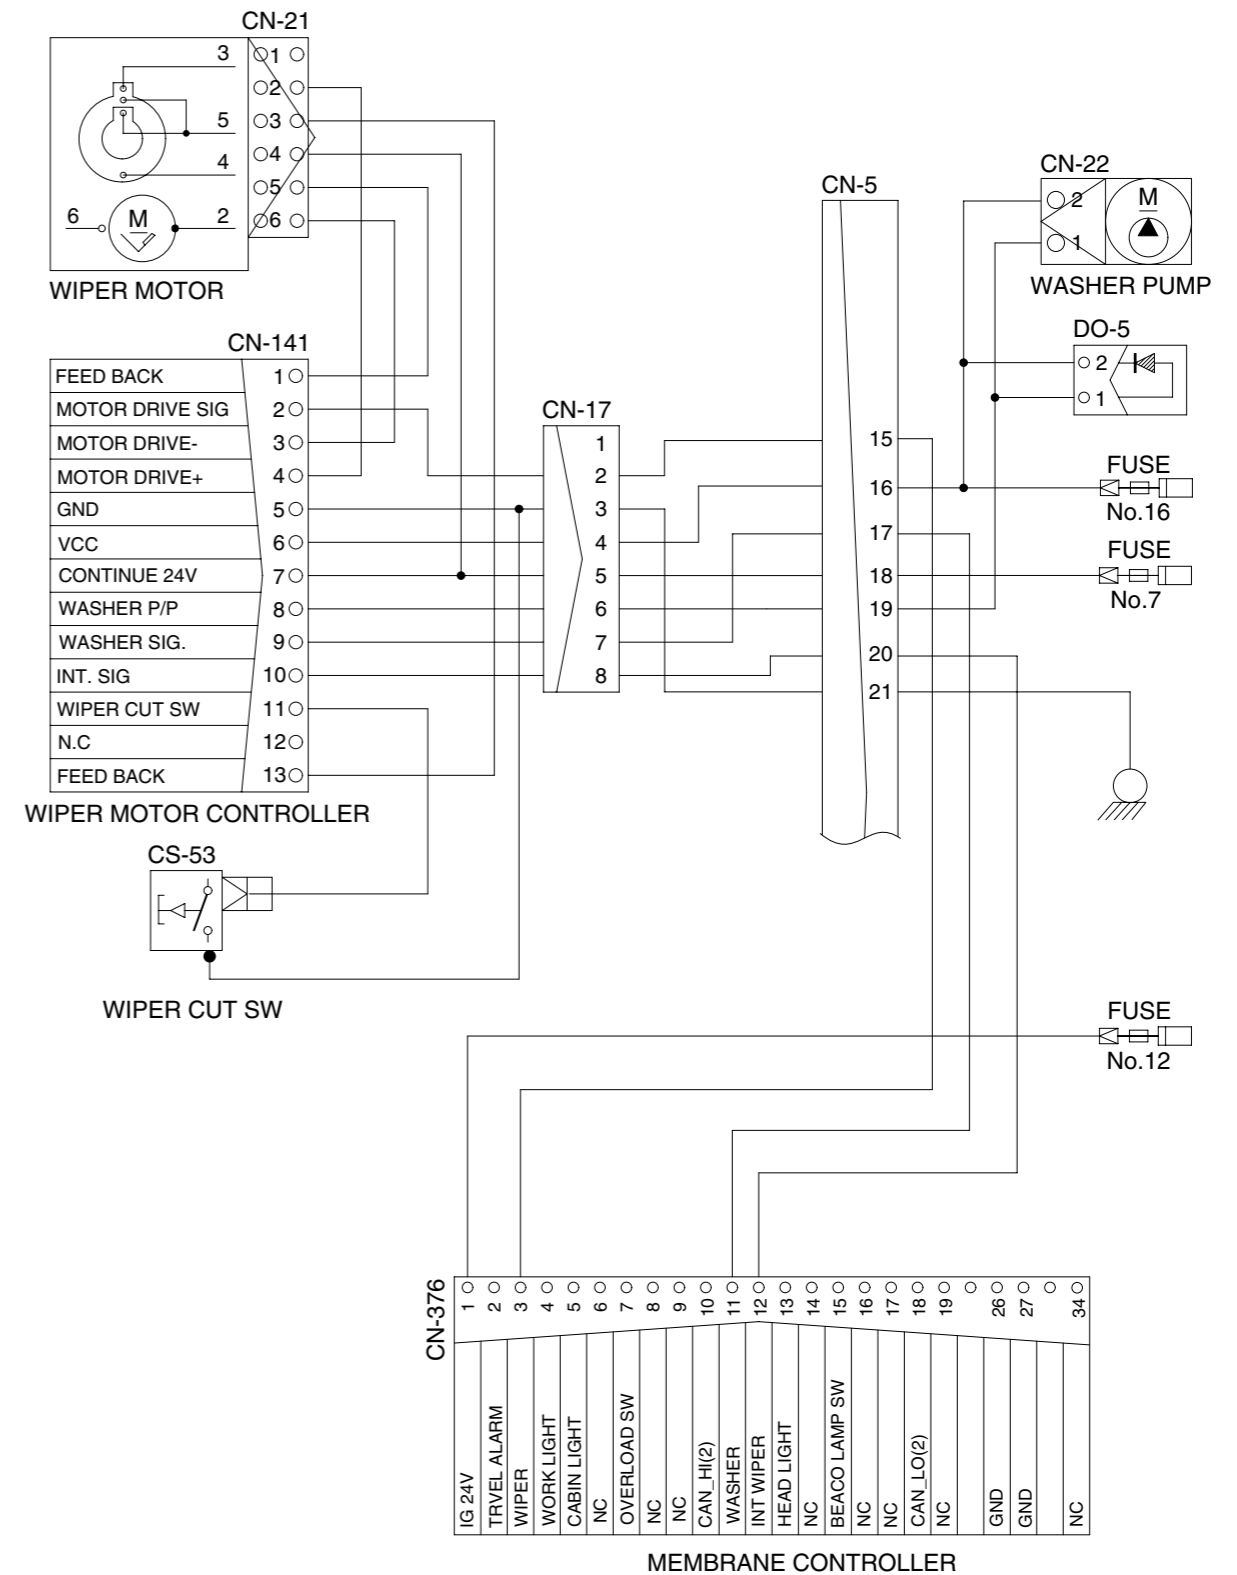 CN-21
3
5
4
6
M
2
1
2
3
4
5
6
WIPER MOTOR
CN-141
FEED BACK 1
MOTOR DRIVE SIG 2
MOTOR DRIVE- 3
MOTOR DRIVE+ 4
GND 5
VCC 6
CONTINUE 24V 7
WASHER P/P 8
WASHER SIG. 9
INT. SIG 10
WIPER CUT SW 11
N.C 12
FEED BACK 13
WIPER MOTOR CONTROLLER
CS-53
WIPER CUT SW
CN-17
1
2
3
4
5
6
7
8
CN-5
15
16
17
18
19
20
21
CN-22
2
1
M
WASHER PUMP
DO-5
2
1
FUSE
No.16
FUSE
No.7
FUSE
No.12
CN-376
1
2
3
4
5
6
7
8
9
10
11
12
13
14
15
16
17
18
19
26
27
34
IG 24V
TRVEL ALARM
WIPER
WORK LIGHT
CABIN LIGHT
NC
OVERLOAD SW
NC
NC
CAN_HI(2)
WASHER
INT WIPER
HEAD LIGHT
NC
BEACO LAMP SW
NC
NC
CAN_LO(2)
NC
GND
GND
NC
MEMBRANE CONTROLLER